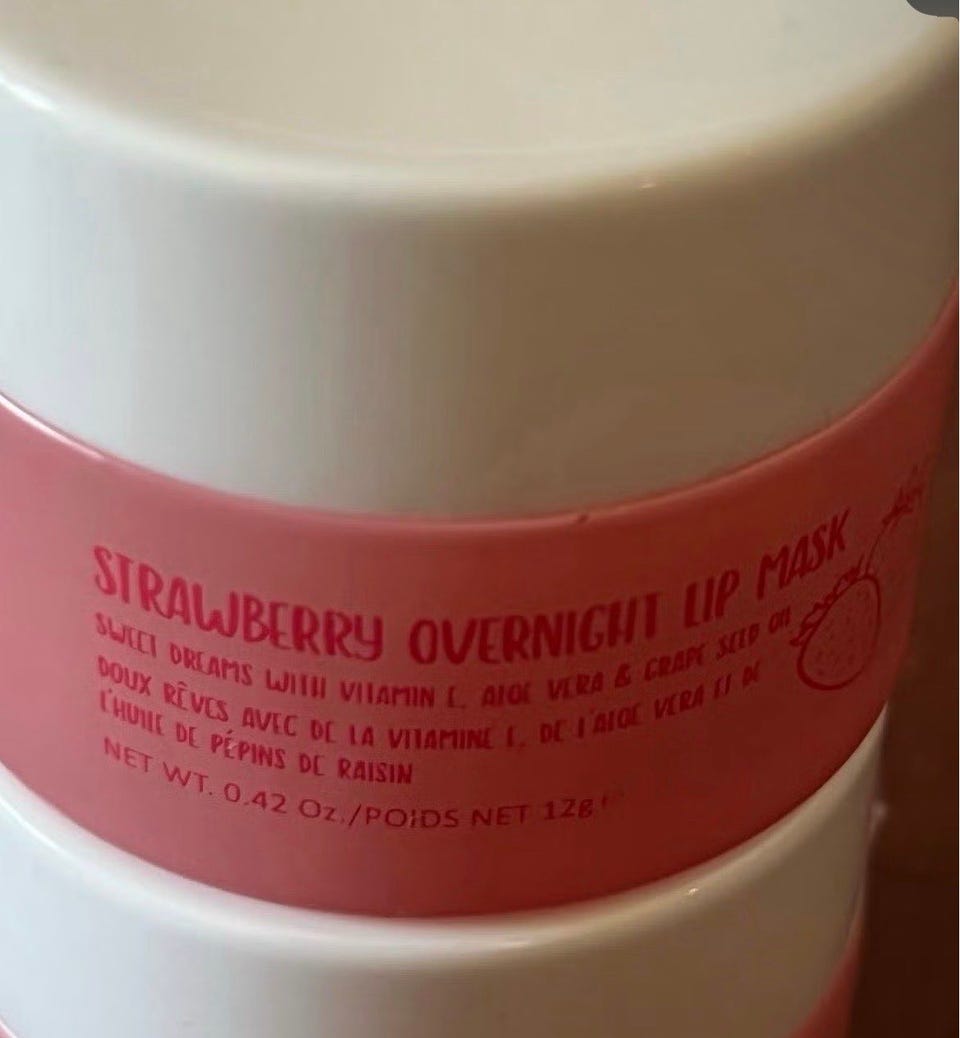 STRAWBERRY OVERNIGHT LIP MASK
SWEET DREAMS WITH VITAMIN E, ALOE VERA & GRAPE SEED OIL
DOUX RÊVES AVEC DE LA VITAMINE E, DE L'ALOE VERA ET DE
L'HUILE DE PÉPINS DE RAISIN
NET WT. 0.42 Oz./POIDS NET 12g